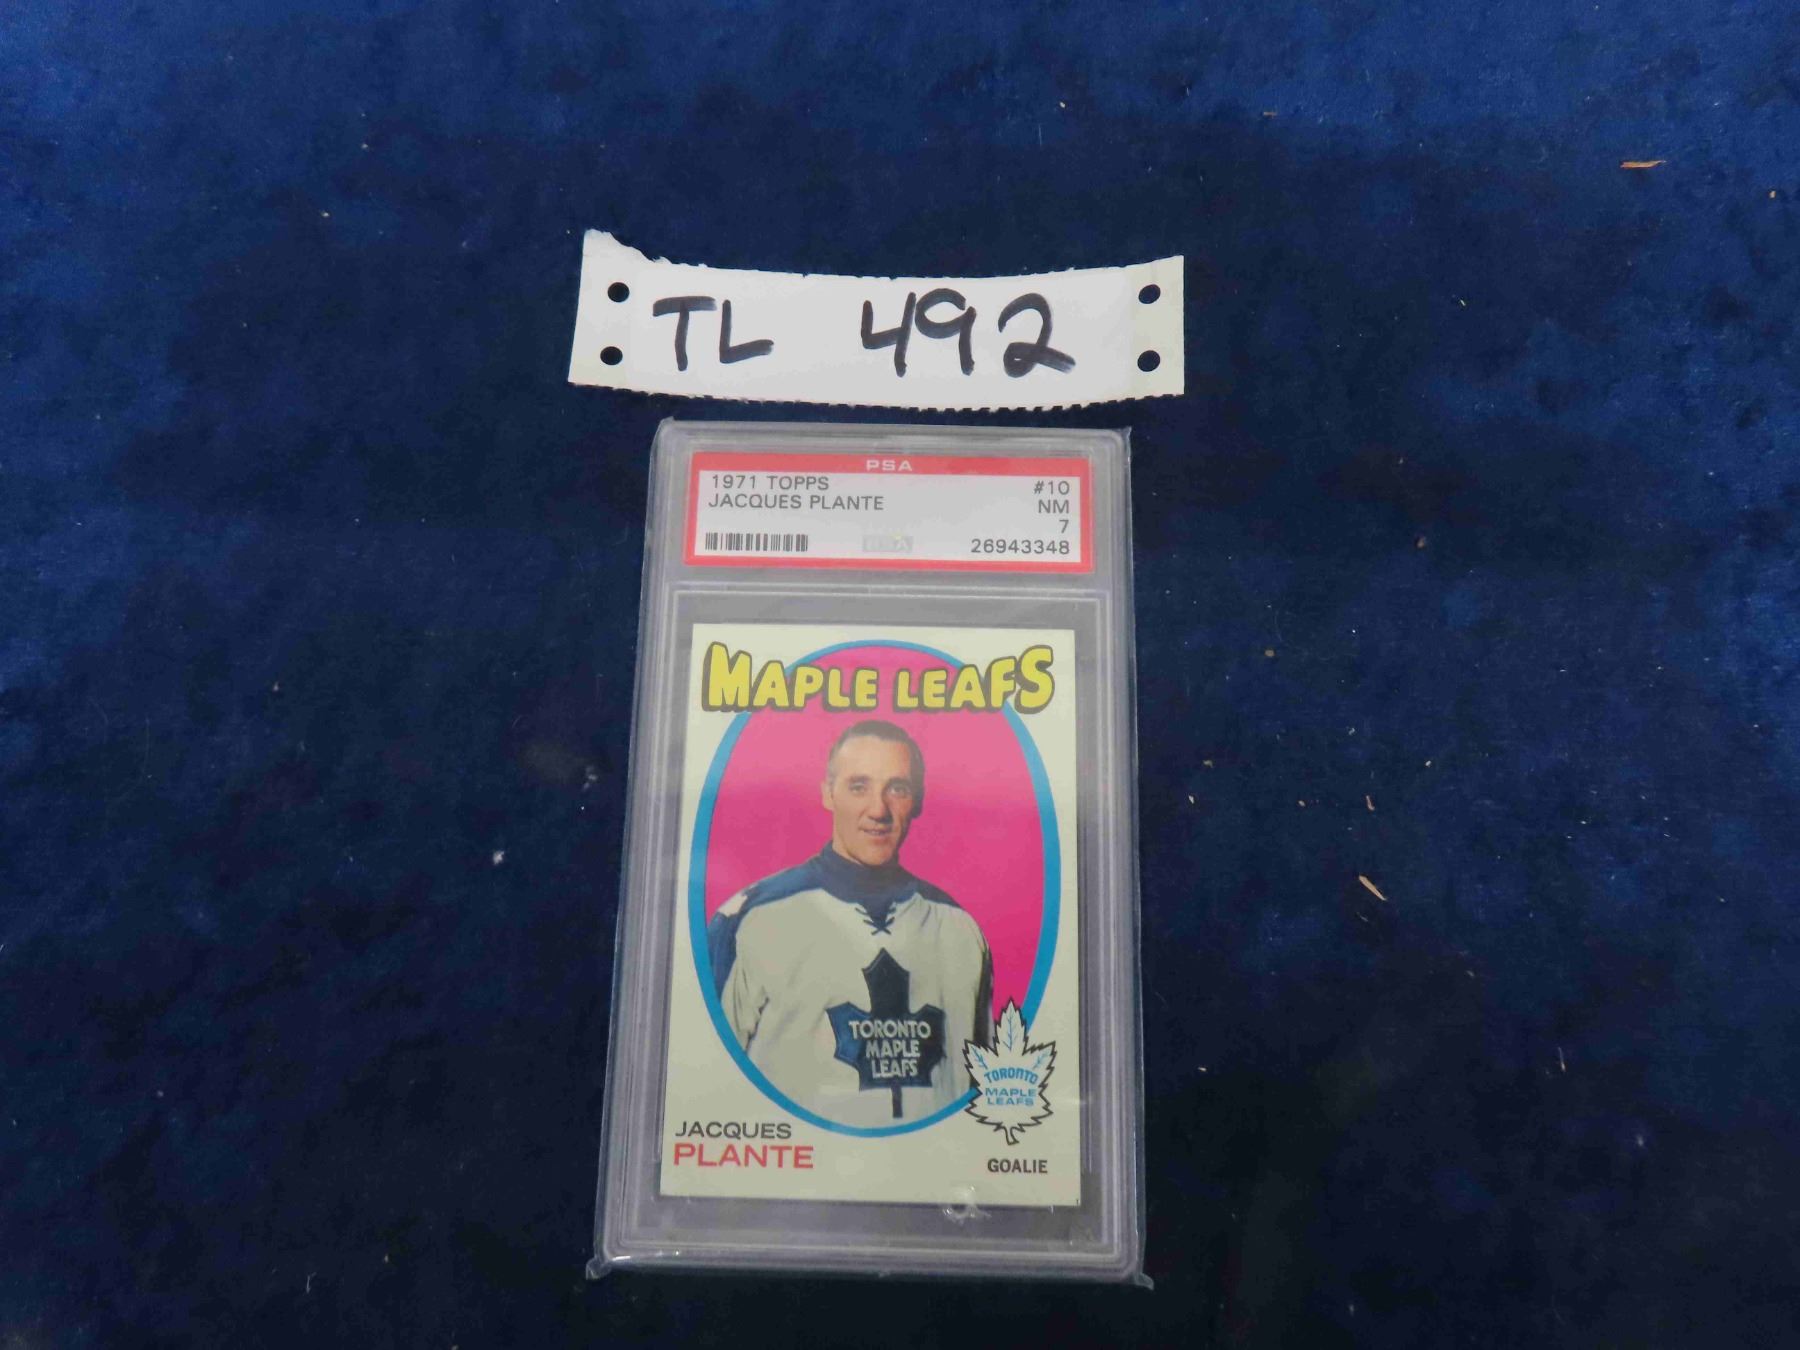 TL 492
PSA
1971 TOPPS #10
JACQUES PLANTE NM
7
26943348
PSA
MAPLE LEAFS
TORONTO
MAPLE
LEAFS
TORONTO
MAPLE
LEAFS
JACQUES
PLANTE
GOALIE